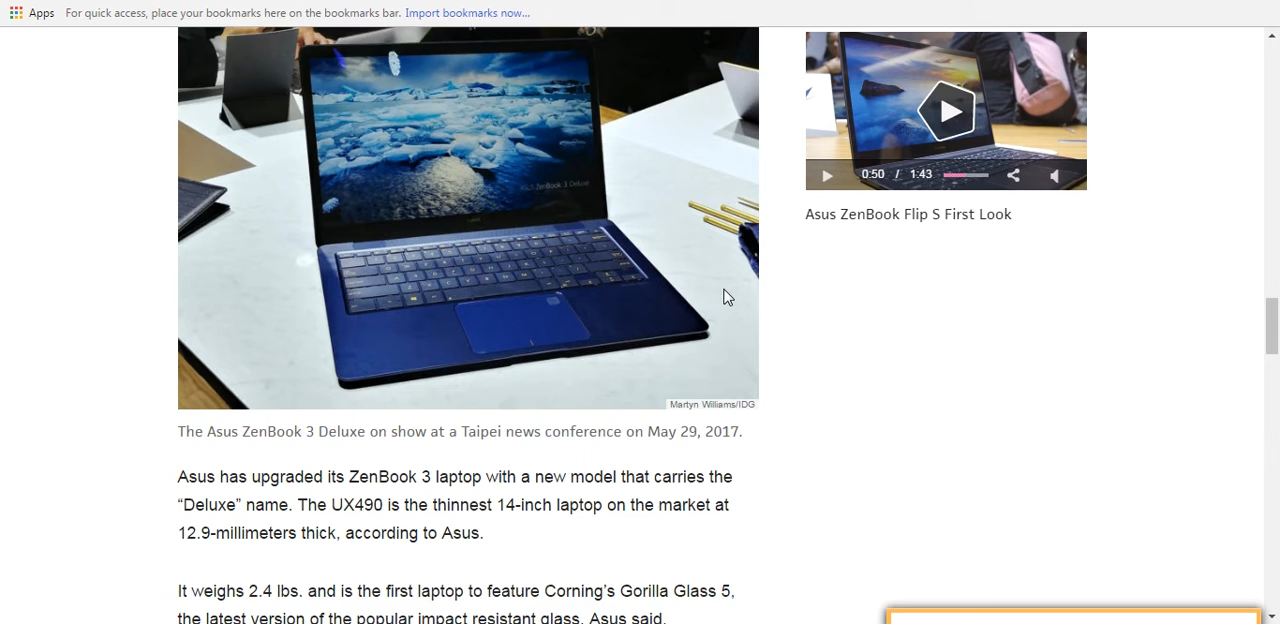 Apps For quick access, place your bookmarks here on the bookmarks bar. Import bookmarks now...
ASUS ZenBook 3 Deluxe
Martyn Williams/IDG
0:50 / 1:43
Asus ZenBook Flip S First Look
The Asus ZenBook 3 Deluxe on show at a Taipei news conference on May 29, 2017.
Asus has upgraded its ZenBook 3 laptop with a new model that carries the
“Deluxe” name. The UX490 is the thinnest 14-inch laptop on the market at
12.9-millimeters thick, according to Asus.
It weighs 2.4 lbs. and is the first laptop to feature Corning’s Gorilla Glass 5,
the latest version of the popular impact resistant glass, Asus said.